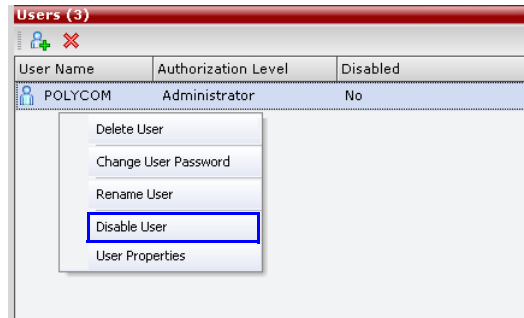 Users (3)
User Name Authorization Level Disabled
POLYCOM Administrator No
Delete User
Change User Password
Rename User
Disable User
User Properties